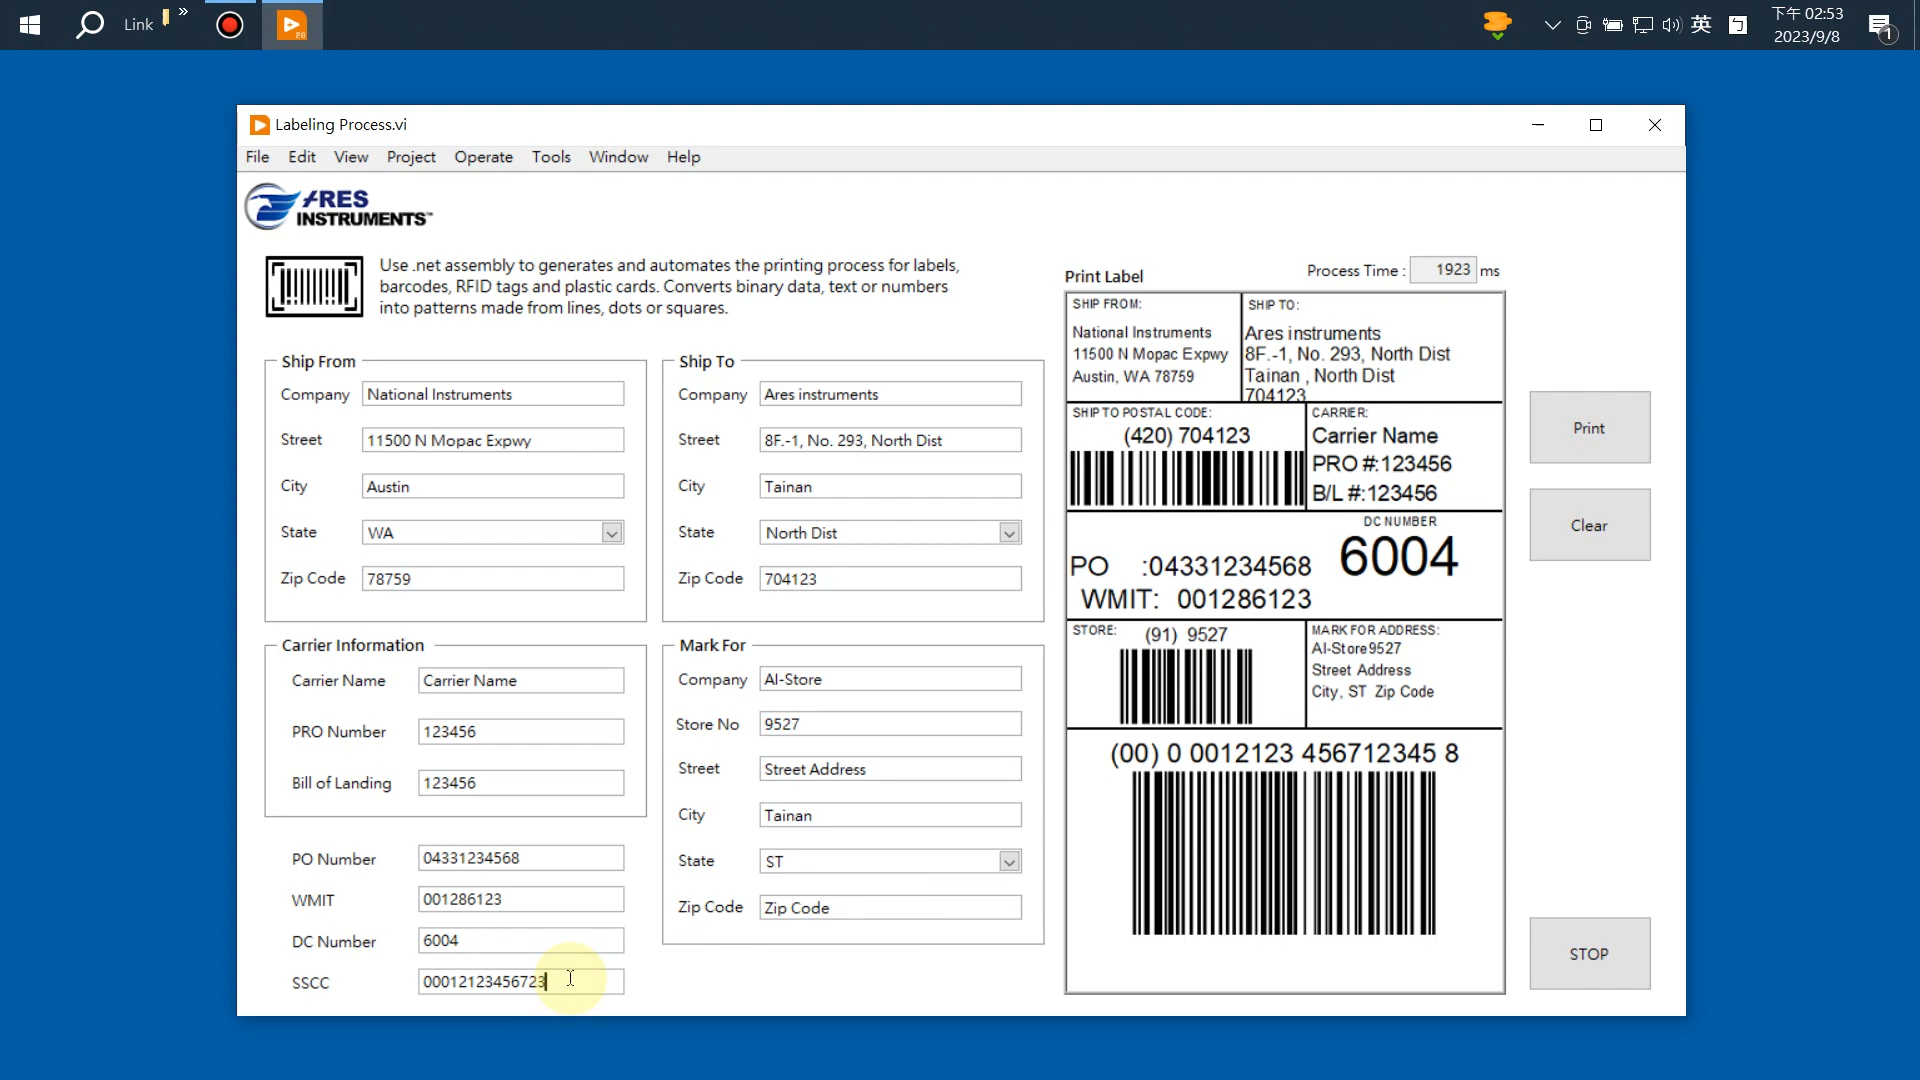 Link
»
下午 02:53
英
2023/9/8
1
Labeling Process.vi
File Edit View Project Operate Tools Window Help
ARES
INSTRUMENTS™
Use .net assembly to generates and automates the printing process for labels,
barcodes, RFID tags and plastic cards. Converts binary data, text or numbers
into patterns made from lines, dots or squares.
Ship From
Company National Instruments
Street 11500 N Mopac Expwy
City Austin
State WA
Zip Code 78759
Ship To
Company Ares instruments
Street 8F.-1, No. 293, North Dist
City Tainan
State North Dist
Zip Code 704123
Carrier Information
Carrier Name Carrier Name
PRO Number 123456
Bill of Landing 123456
PO Number 04331234568
WMIT 001286123
DC Number 6004
SSCC 00012123456723
Mark For
Company AI-Store
Store No 9527
Street Street Address
City Tainan
State ST
Zip Code Zip Code
Print Label
Process Time : 1923 ms
SHIP FROM:
National Instruments
11500 N Mopac Expwy
Austin, WA 78759
SHIP TO:
Ares instruments
8F.-1, No. 293, North Dist
Tainan , North Dist
704123
SHIP TO POSTAL CODE:
(420) 704123
CARRIER:
Carrier Name
PRO #:123456
B/L #:123456
DC NUMBER
6004
PO :04331234568
WMIT: 001286123
STORE: (91) 9527
MARK FOR ADDRESS:
AI-Store9527
Street Address
City, ST Zip Code
(00) 0 0012123 456712345 8
Print
Clear
STOP